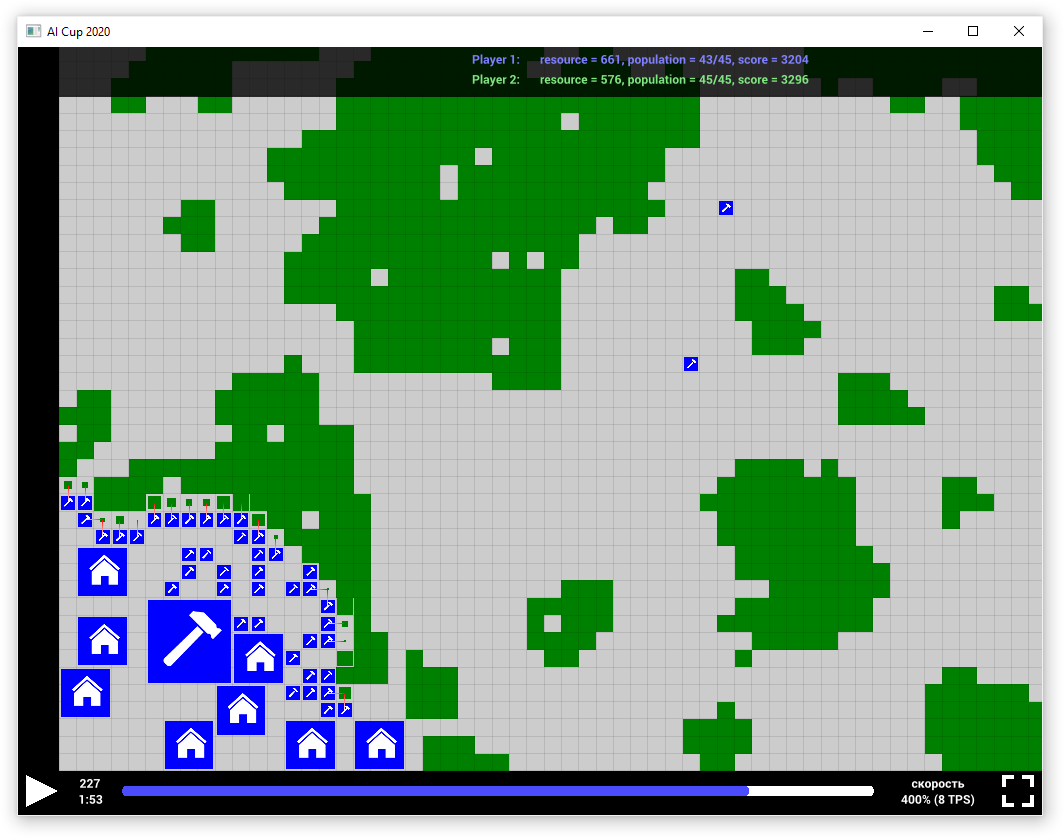 AI Cup 2020
Player 1: resource = 661, population = 43/45, score = 3204
Player 2: resource = 576, population = 45/45, score = 3296
227
1:53
скорость
400% (8 TPS)